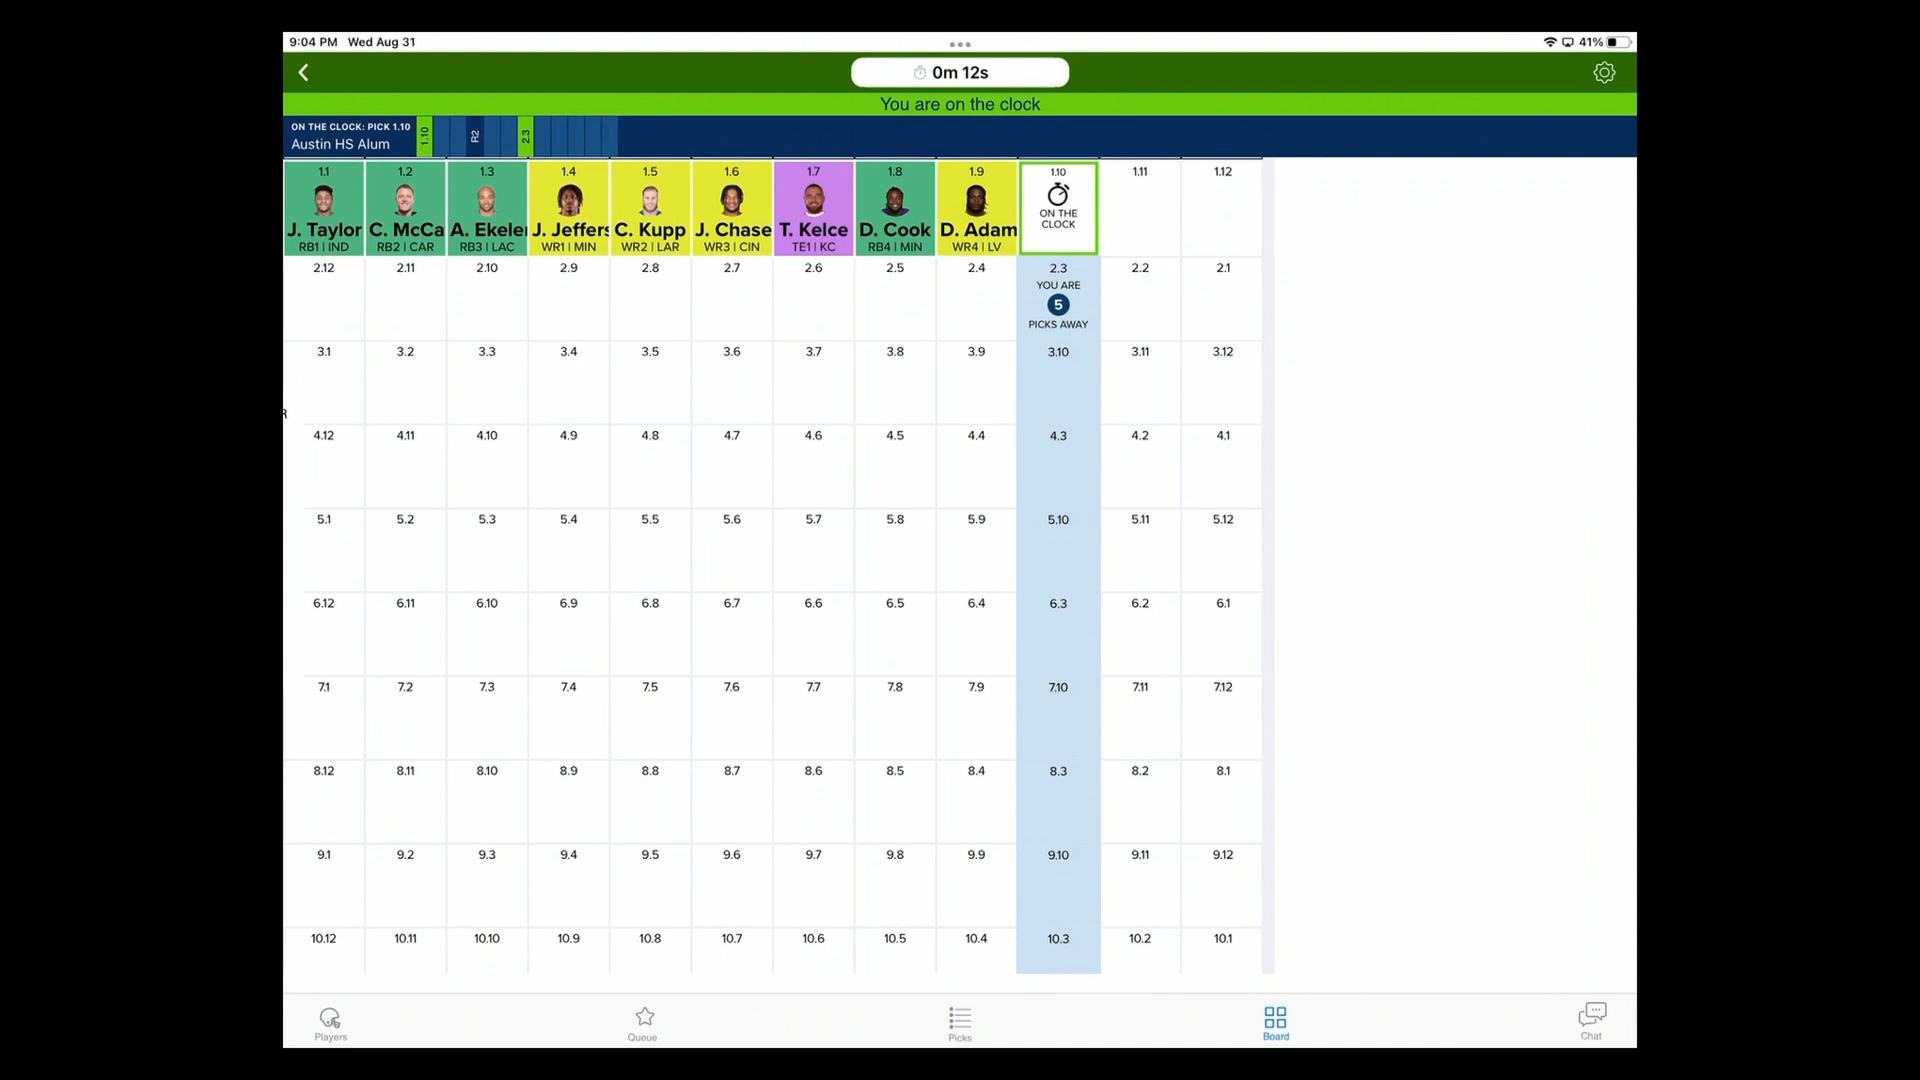 9:04 PM Wed Aug 31
41%
0m 12s
You are on the clock
ON THE CLOCK: PICK 1.10
Austin HS Alum
1.10
R2
2.3
1.1 1.2 1.3 1.4 1.5 1.6 1.7 1.8 1.9 1.10 1.11 1.12
ON THE
CLOCK
J. Taylor C. McCa A. Ekeler J. Jeffers C. Kupp J. Chase T. Kelce D. Cook D. Adam
RB1 | IND RB2 | CAR RB3 | LAC WR1 | MIN WR2 | LAR WR3 | CIN TE1 | KC RB4 | MIN WR4 | LV
2.12 2.11 2.10 2.9 2.8 2.7 2.6 2.5 2.4 2.3 2.2 2.1
YOU ARE
5
PICKS AWAY
3.1 3.2 3.3 3.4 3.5 3.6 3.7 3.8 3.9 3.10 3.11 3.12
4.12 4.11 4.10 4.9 4.8 4.7 4.6 4.5 4.4 4.3 4.2 4.1
5.1 5.2 5.3 5.4 5.5 5.6 5.7 5.8 5.9 5.10 5.11 5.12
6.12 6.11 6.10 6.9 6.8 6.7 6.6 6.5 6.4 6.3 6.2 6.1
7.1 7.2 7.3 7.4 7.5 7.6 7.7 7.8 7.9 7.10 7.11 7.12
8.12 8.11 8.10 8.9 8.8 8.7 8.6 8.5 8.4 8.3 8.2 8.1
9.1 9.2 9.3 9.4 9.5 9.6 9.7 9.8 9.9 9.10 9.11 9.12
10.12 10.11 10.10 10.9 10.8 10.7 10.6 10.5 10.4 10.3 10.2 10.1
Players Queue Picks Board Chat